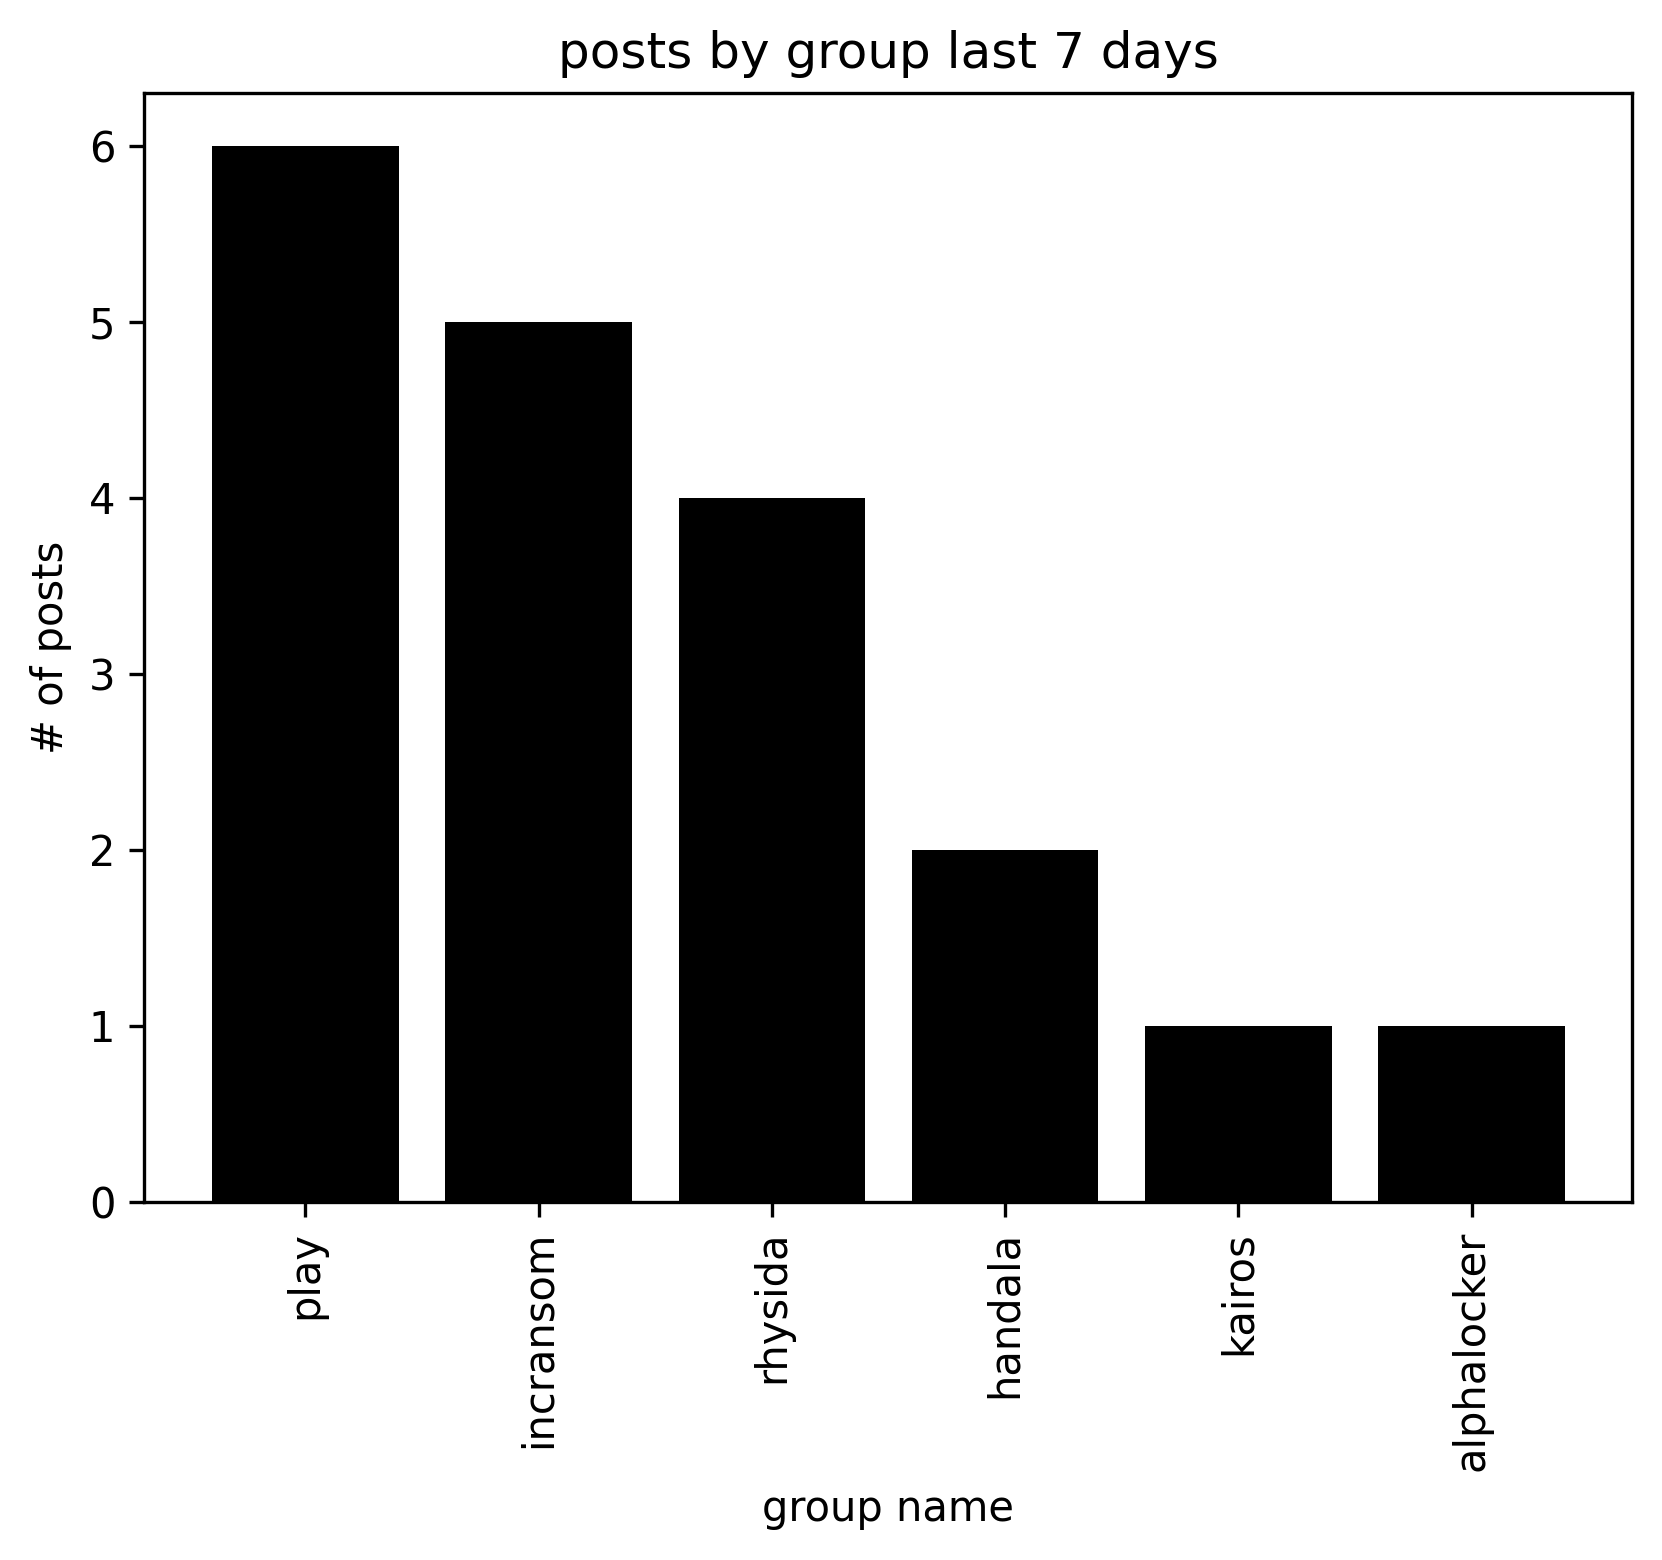 posts by group last 7 days
# of posts
6
5
4
3
2
1
0
play
incransom
rhysida
handala
kairos
alphalocker
group name